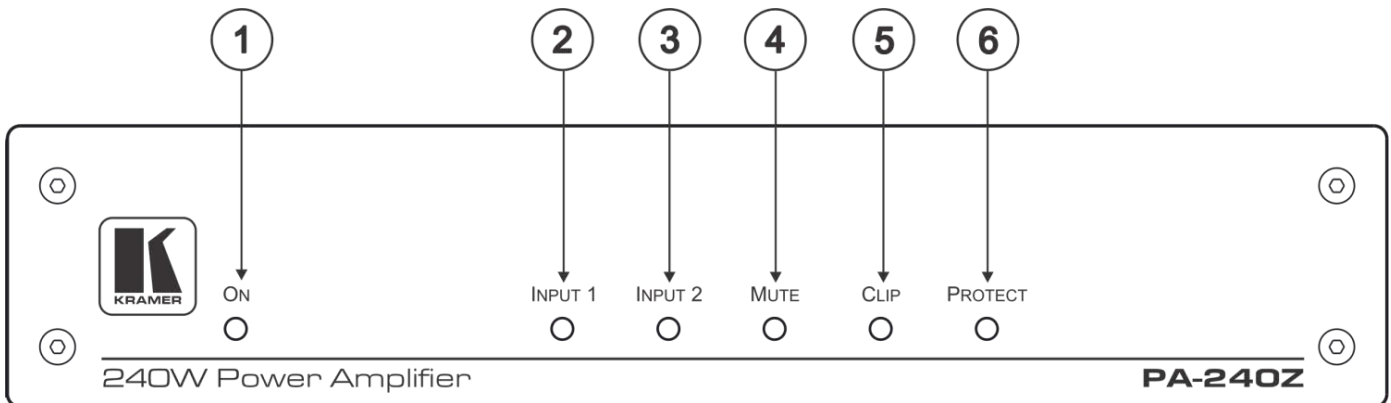 1 2 3 4 5 6
KRAMER
ON INPUT 1 INPUT 2 MUTE CLIP PROTECT
240W Power Amplifier PA-240Z